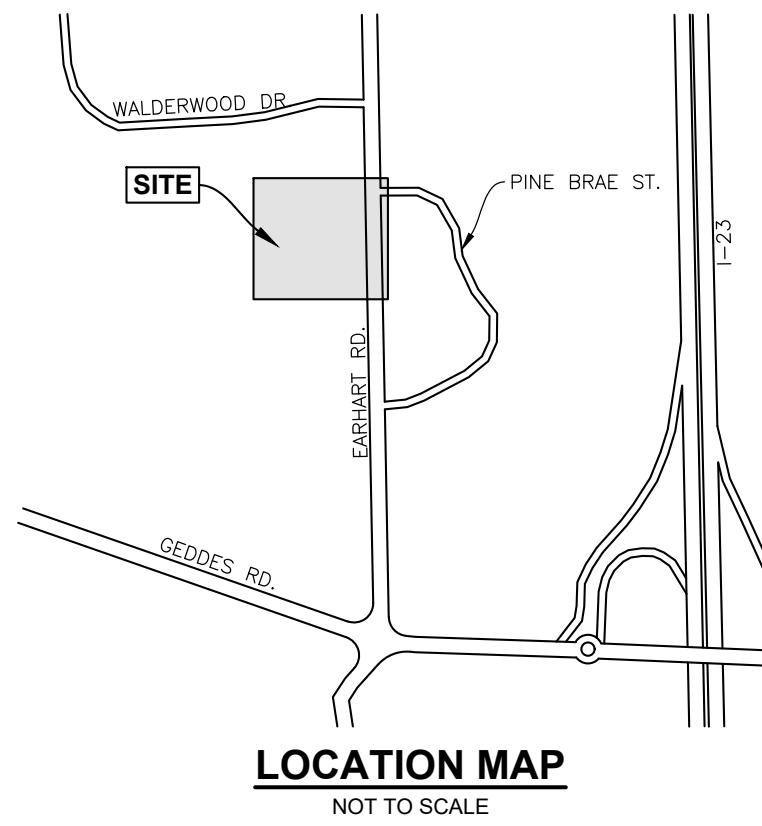 WALDERWOOD DR
SITE
PINE BRAE ST.
I-23
EARHART RD.
GEDDES RD.
LOCATION MAP
NOT TO SCALE